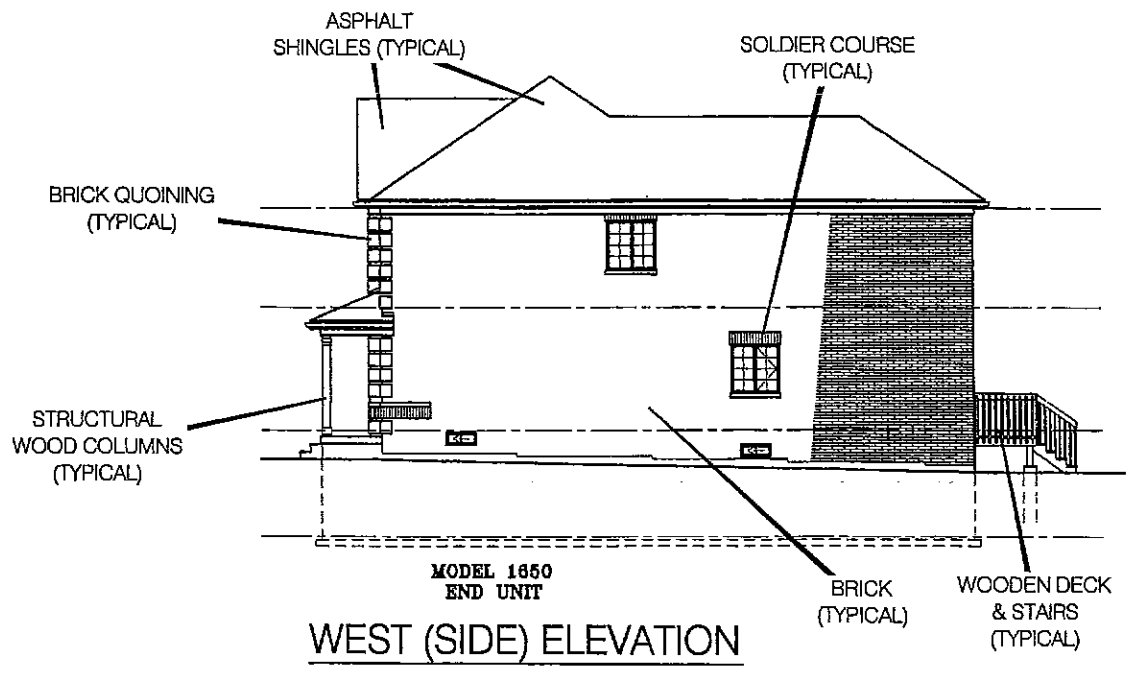 ASPHALT
SHINGLES (TYPICAL)
SOLDIER COURSE
(TYPICAL)
BRICK QUOINING
(TYPICAL)
STRUCTURAL
WOOD COLUMNS
(TYPICAL)
MODEL 1650
END UNIT
BRICK
(TYPICAL)
WOODEN DECK
& STAIRS
(TYPICAL)
WEST (SIDE) ELEVATION